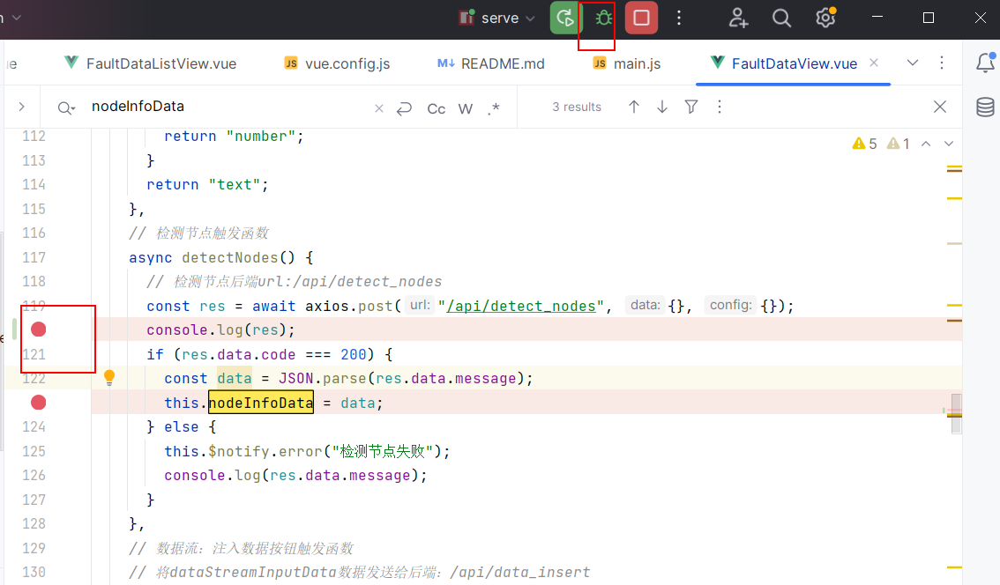 serve
FaultDataListView.vue
JS main.js
vue.config.js
M↓ README.md
JS main.js
FaultDataView.vue
nodeInfoData
Cc W .*
3 results
112 return "number";
5 1
113 }
114 return "text";
115 },
116 // 检测节点触发函数
117 async detectNodes() {
118 // 检测节点后端url:/api/detect_nodes
119 const res = await axios.post( url: "/api/detect_nodes", data: {}, config: {});
console.log(res);
121 if (res.data.code === 200) {
122 const data = JSON.parse(res.data.message);
this.nodeInfoData = data;
124 } else {
125 this.$notify.error("检测节点失败");
126 console.log(res.data.message);
127 }
128 },
129 // 数据流：注入数据按钮触发函数
130 // 将dataStreamInputData数据发送给后端：/api/data_insert